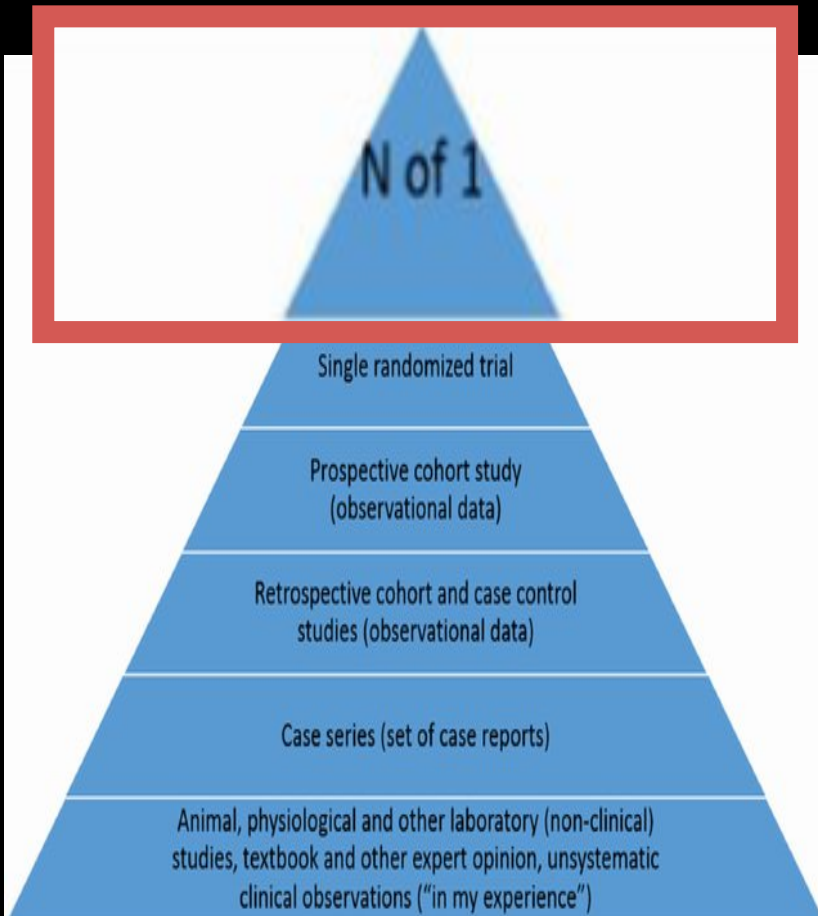 N of 1
Single randomized trial
Prospective cohort study
(observational data)
Retrospective cohort and case control
studies (observational data)
Case series (set of case reports)
Animal, physiological and other laboratory (non-clinical)
studies, textbook and other expert opinion, unsystematic
clinical observations (“in my experience”)